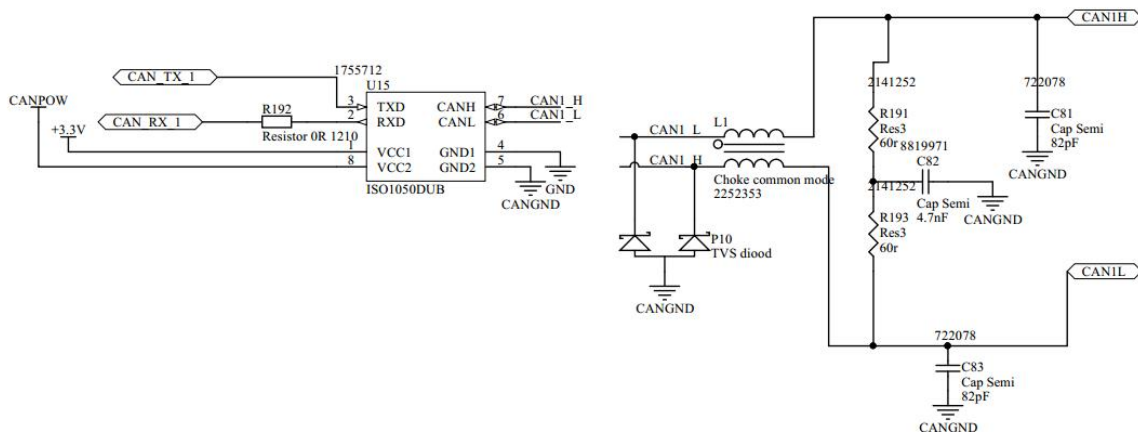 CAN_TX_1
CANPOW
CAN_RX_1
R192
Resistor 0R 1210
+3.3V
1755712
U15
3 TXD CANH 7 CAN1_H
2 RXD CANL 6 CAN1_L
1 VCC1 GND1 4
8 VCC2 GND2 5
ISO1050DUB
GND
CANGND
CAN1_L
L1
CAN1_H
Choke common mode
2252353
P10
TVS diood
CANGND
2141252
R191
Res3
60r
8819971
C82
Cap Semi
4.7nF
CANGND
2141252
R193
Res3
60r
CAN1H
722078
C81
Cap Semi
82pF
CANGND
CAN1L
722078
C83
Cap Semi
82pF
CANGND